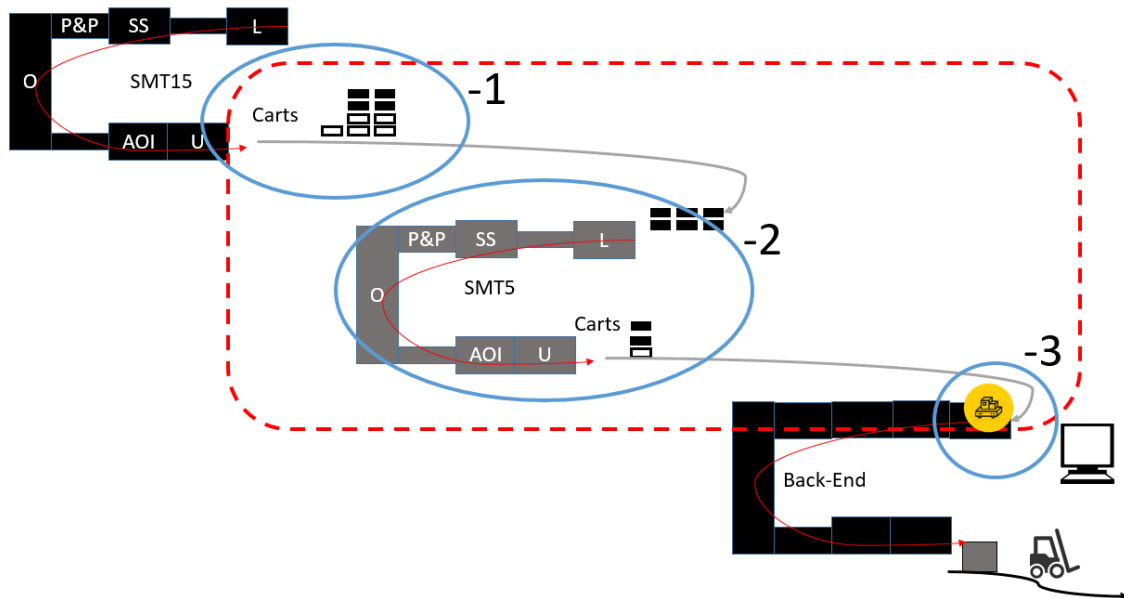 P&P SS L
-1
O
SMT15
Carts
AOI U
-2
P&P SS L
O
SMT5
Carts
AOI U
-3
Back-End